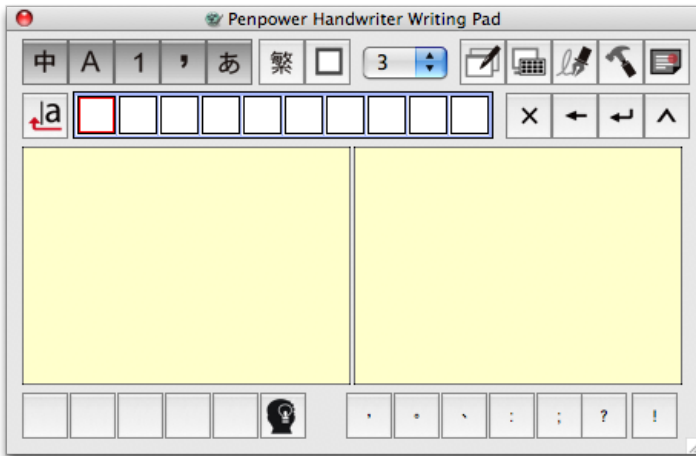 Penpower Handwriter Writing Pad
中 A 1 , あ 繁 3
a
, 。 、 : ; ? !